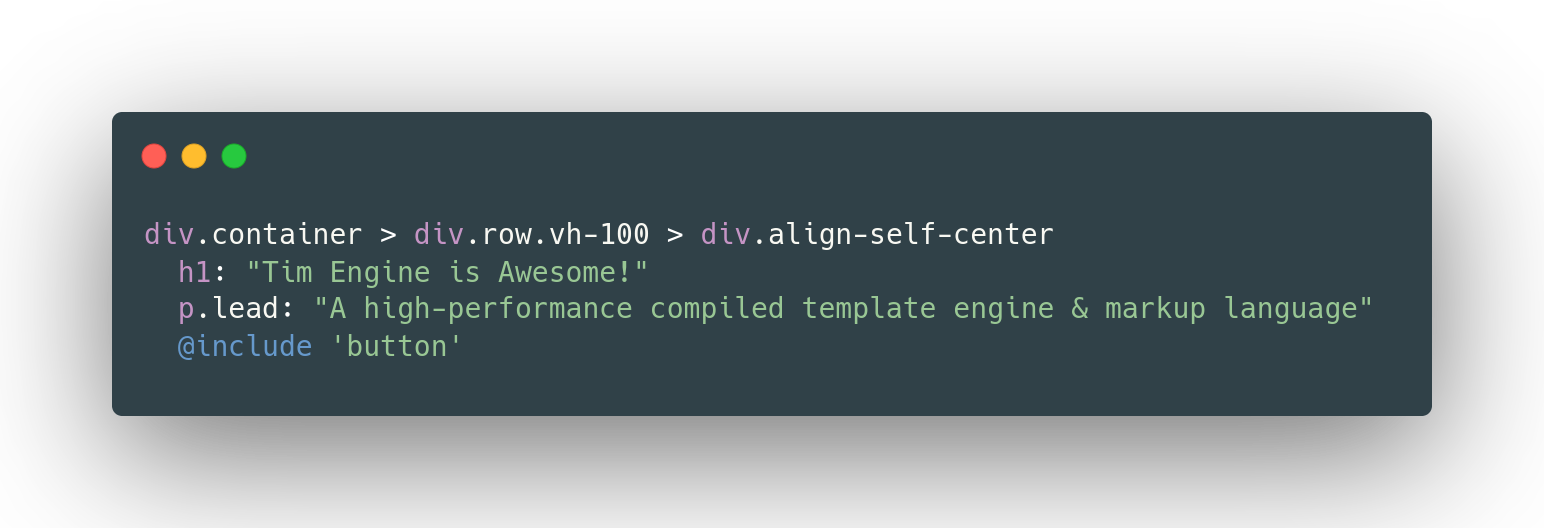 div.container > div.row.vh-100 > div.align-self-center
  h1: "Tim Engine is Awesome!"
  p.lead: "A high-performance compiled template engine & markup language"
  @include 'button'